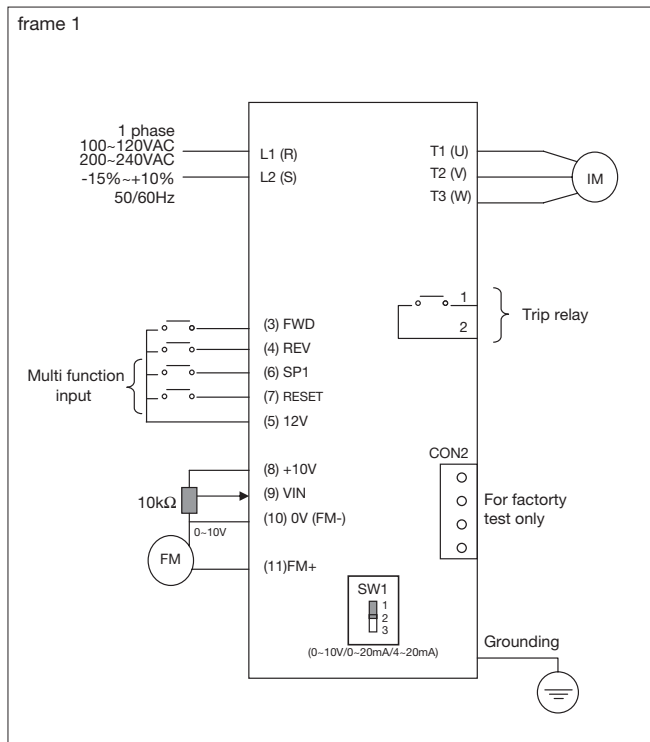 frame 1
1 phase
100~120VAC
200~240VAC
-15%~+10%
50/60Hz
L1 (R)
L2 (S)
T1 (U)
T2 (V)
T3 (W)
IM
1
2
Trip relay
(3) FWD
(4) REV
(6) SP1
(7) RESET
(5) 12V
Multi function
input
(8) +10V
(9) VIN
(10) 0V (FM-)
(11)FM+
10kΩ
0~10V
FM
CON2
For factorty
test only
SW1
1
2
3
(0~10V/0~20mA/4~20mA)
Grounding